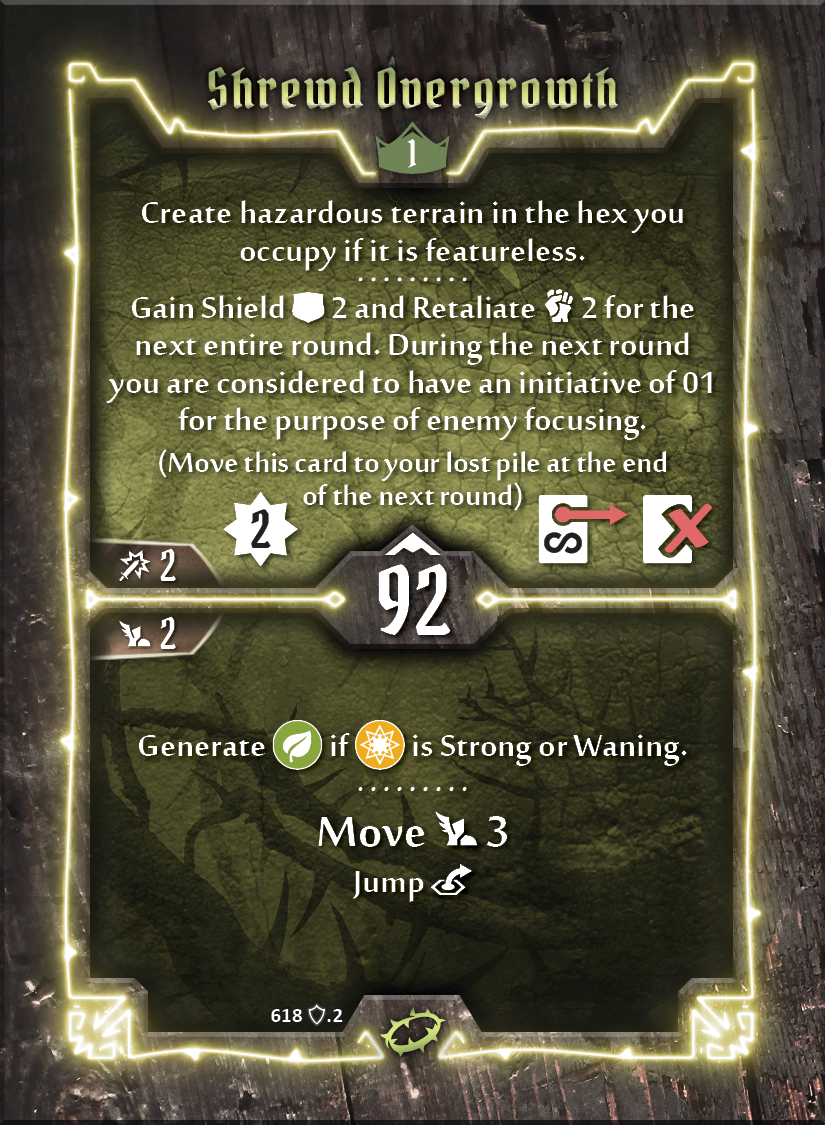 Shrewd Overgrowth
1
Create hazardous terrain in the hex you
occupy if it is featureless.
Gain Shield 2 and Retaliate 2 for the
next entire round. During the next round
you are considered to have an initiative of 01
for the purpose of enemy focusing.
(Move this card to your lost pile at the end
of the next round)
2
2
92
2
Generate if is Strong or Waning.
Move 3
Jump
618 .2